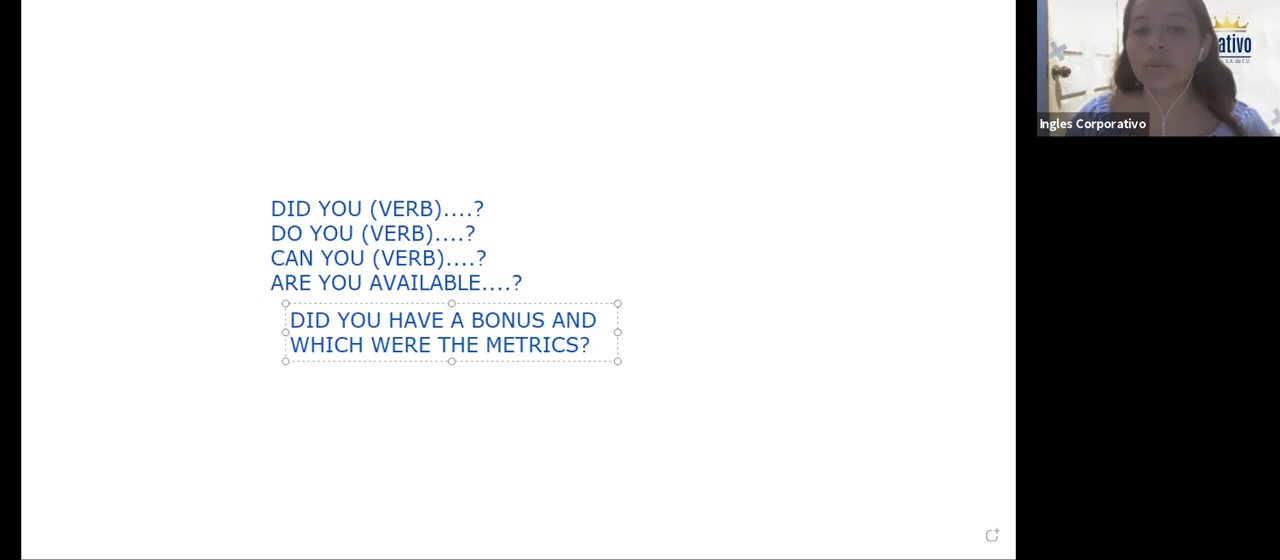 DID YOU (VERB)....?
DO YOU (VERB)....?
CAN YOU (VERB)....?
ARE YOU AVAILABLE....?
DID YOU HAVE A BONUS AND
WHICH WERE THE METRICS?
ativo
S.A. de C.V.
Ingles Corporativo